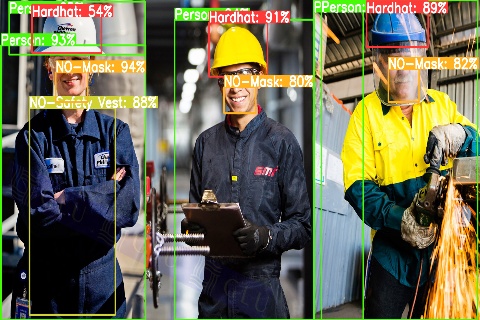 Hardhat: 54%
Person: 93%
NO-Mask: 94%
NO-Safety Vest: 88%
Hardhat: 91%
NO-Mask: 80%
Person:
Hardhat: 89%
NO-Mask: 82%